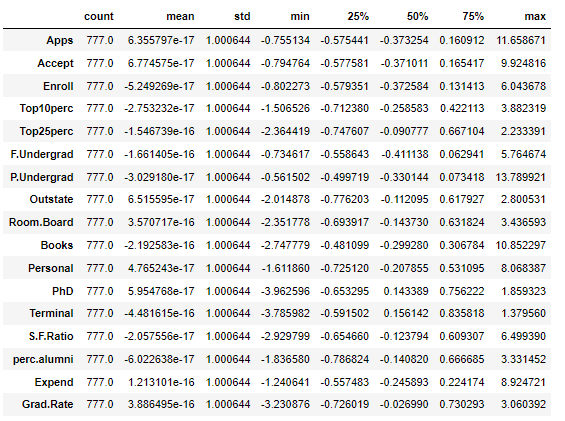 count mean std min 25% 50% 75% max
Apps 777.0 6.355797e-17 1.000644 -0.755134 -0.575441 -0.373254 0.160912 11.658671
Accept 777.0 6.774575e-17 1.000644 -0.794764 -0.577581 -0.371011 0.165417 9.924816
Enroll 777.0 -5.249269e-17 1.000644 -0.802273 -0.579351 -0.372584 0.131413 6.043678
Top10perc 777.0 -2.753232e-17 1.000644 -1.506526 -0.712380 -0.258583 0.422113 3.882319
Top25perc 777.0 -1.546739e-16 1.000644 -2.364419 -0.747607 -0.090777 0.667104 2.233391
F.Undergrad 777.0 -1.661405e-16 1.000644 -0.734617 -0.558643 -0.411138 0.062941 5.764674
P.Undergrad 777.0 -3.029180e-17 1.000644 -0.561502 -0.499719 -0.330144 0.073418 13.789921
Outstate 777.0 6.515595e-17 1.000644 -2.014878 -0.776203 -0.112095 0.617927 2.800531
Room.Board 777.0 3.570717e-16 1.000644 -2.351778 -0.693917 -0.143730 0.631824 3.436593
Books 777.0 -2.192583e-16 1.000644 -2.747779 -0.481099 -0.299280 0.306784 10.852297
Personal 777.0 4.765243e-17 1.000644 -1.611860 -0.725120 -0.207855 0.531095 8.068387
PhD 777.0 5.954768e-17 1.000644 -3.962596 -0.653295 0.143389 0.756222 1.859323
Terminal 777.0 -4.481615e-16 1.000644 -3.785982 -0.591502 0.156142 0.835818 1.379560
S.F.Ratio 777.0 -2.057556e-17 1.000644 -2.929799 -0.654660 -0.123794 0.609307 6.499390
perc.alumni 777.0 -6.022638e-17 1.000644 -1.836580 -0.786824 -0.140820 0.666685 3.331452
Expend 777.0 1.213101e-16 1.000644 -1.240641 -0.557483 -0.245893 0.224174 8.924721
Grad.Rate 777.0 3.886495e-16 1.000644 -3.230876 -0.726019 -0.026990 0.730293 3.060392